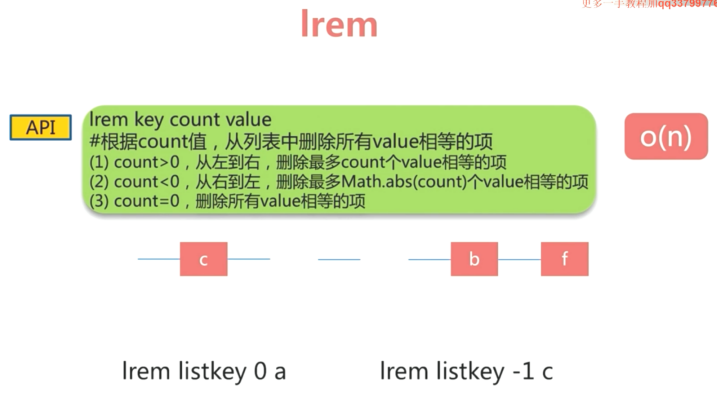 更多一手教程加qq3379977
lrem
API
lrem key count value
#根据count值，从列表中删除所有value相等的项
(1) count>0，从左到右，删除最多count个value相等的项
(2) count<0，从右到左，删除最多Math.abs(count)个value相等的项
(3) count=0，删除所有value相等的项
o(n)
c
b
f
lrem listkey 0 a
lrem listkey -1 c